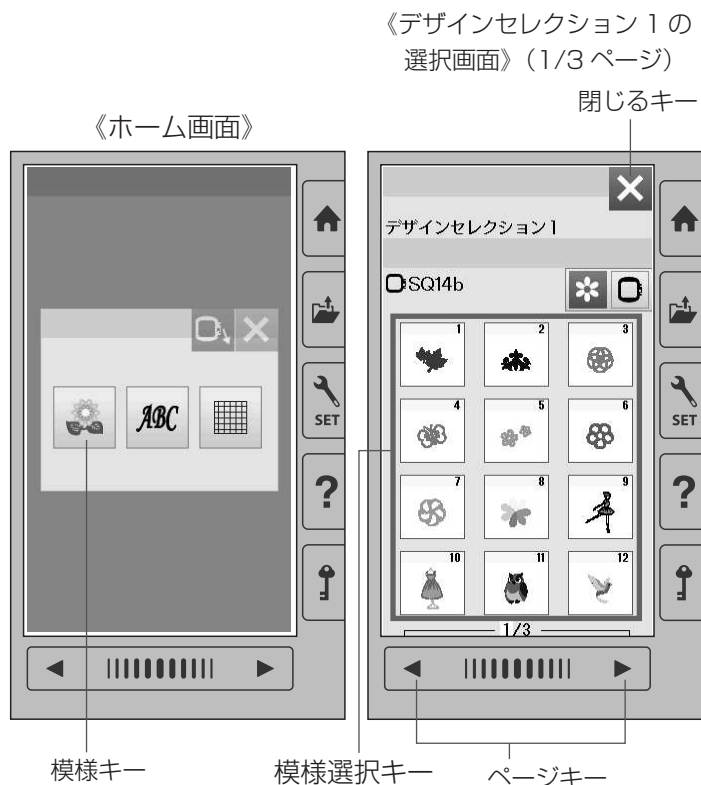 《デザインセレクション 1 の
選択画面》(1/3 ページ)
閉じるキー
《ホーム画面》
ABC
SET
?
デザインセレクション1
SQ14b
1
2
3
4
5
6
7
8
9
10
11
12
1/3
SET
?
模様キー
模様選択キー
ページキー